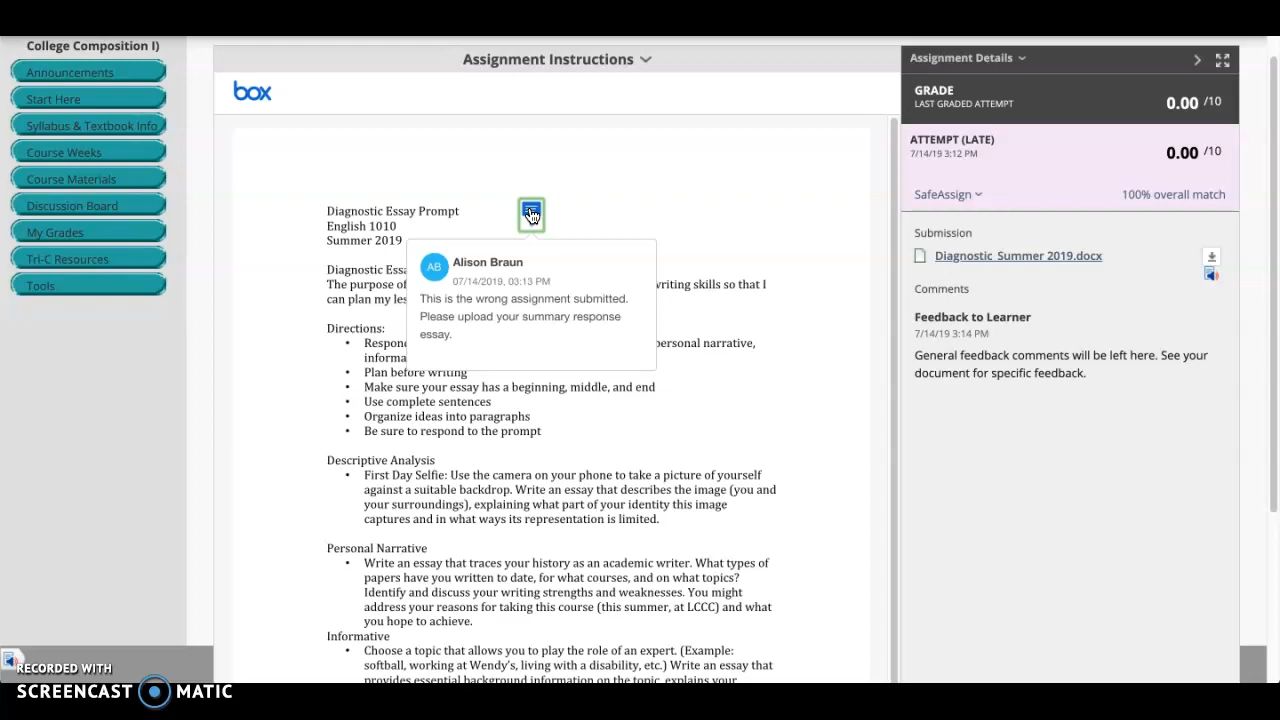 College Composition I)
Announcements
Start Here
Syllabus & Textbook Info
Course Weeks
Course Materials
Discussion Board
My Grades
Tri-C Resources
Tools
Assignment Instructions
box
Diagnostic Essay Prompt
English 1010
Summer 2019
Diagnostic Essa
The purpose of writing skills so that I
can plan my les
Directions:
• Respon personal narrative,
informa
• Plan before writing
• Make sure your essay has a beginning, middle, and end
• Use complete sentences
• Organize ideas into paragraphs
• Be sure to respond to the prompt
Descriptive Analysis
• First Day Selfie: Use the camera on your phone to take a picture of yourself
against a suitable backdrop. Write an essay that describes the image (you and
your surroundings), explaining what part of your identity this image
captures and in what ways its representation is limited.
Personal Narrative
• Write an essay that traces your history as an academic writer. What types of
papers have you written to date, for what courses, and on what topics?
Identify and discuss your writing strengths and weaknesses. You might
address your reasons for taking this course (this summer, at LCCC) and what
you hope to achieve.
Informative
• Choose a topic that allows you to play the role of an expert. (Example:
softball, working at Wendy's, living with a disability, etc.) Write an essay that
provides essential background information on the topic, explains your
AB
Alison Braun
07/14/2019, 03:13 PM
This is the wrong assignment submitted.
Please upload your summary response
essay.
Assignment Details
GRADE
LAST GRADED ATTEMPT
0.00 /10
ATTEMPT (LATE)
7/14/19 3:12 PM
0.00 /10
SafeAssign
100% overall match
Submission
Diagnostic Summer 2019.docx
Comments
Feedback to Learner
7/14/19 3:14 PM
General feedback comments will be left here. See your
document for specific feedback.
RECORDED WITH
SCREENCAST MATIC